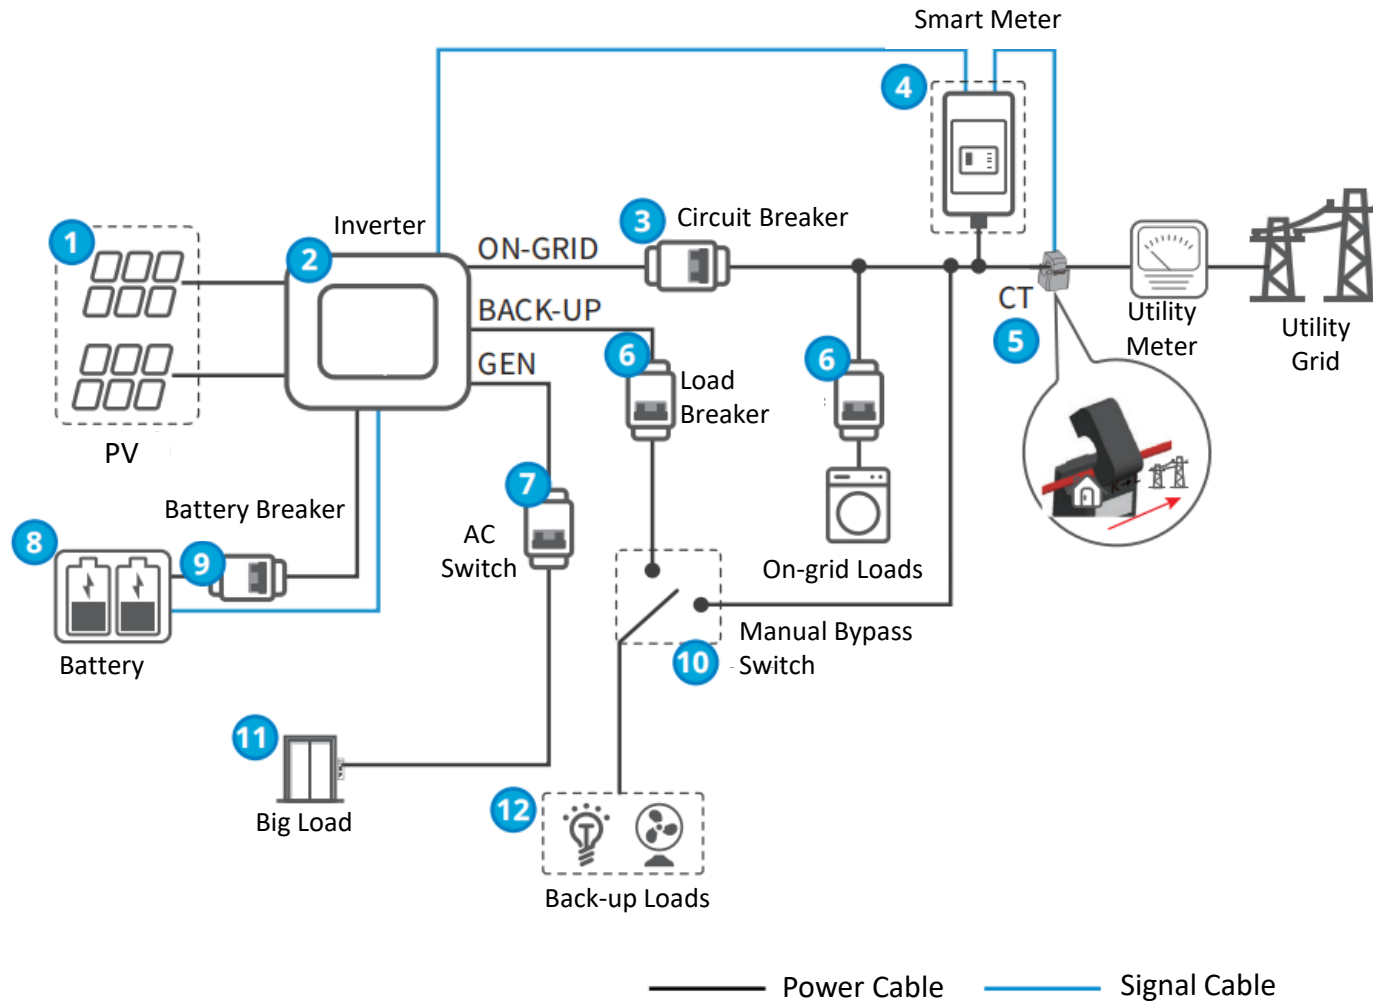 Smart Meter
4
1
Inverter
3
Circuit Breaker
2
ON-GRID
BACK-UP
GEN
CT
5
Utility
Meter
Utility
Grid
6
Load
Breaker
6
PV
7
AC
Switch
Battery Breaker
8
9
On-grid Loads
Battery
Manual Bypass
Switch
10
11
Big Load
12
Back-up Loads
Power Cable
Signal Cable